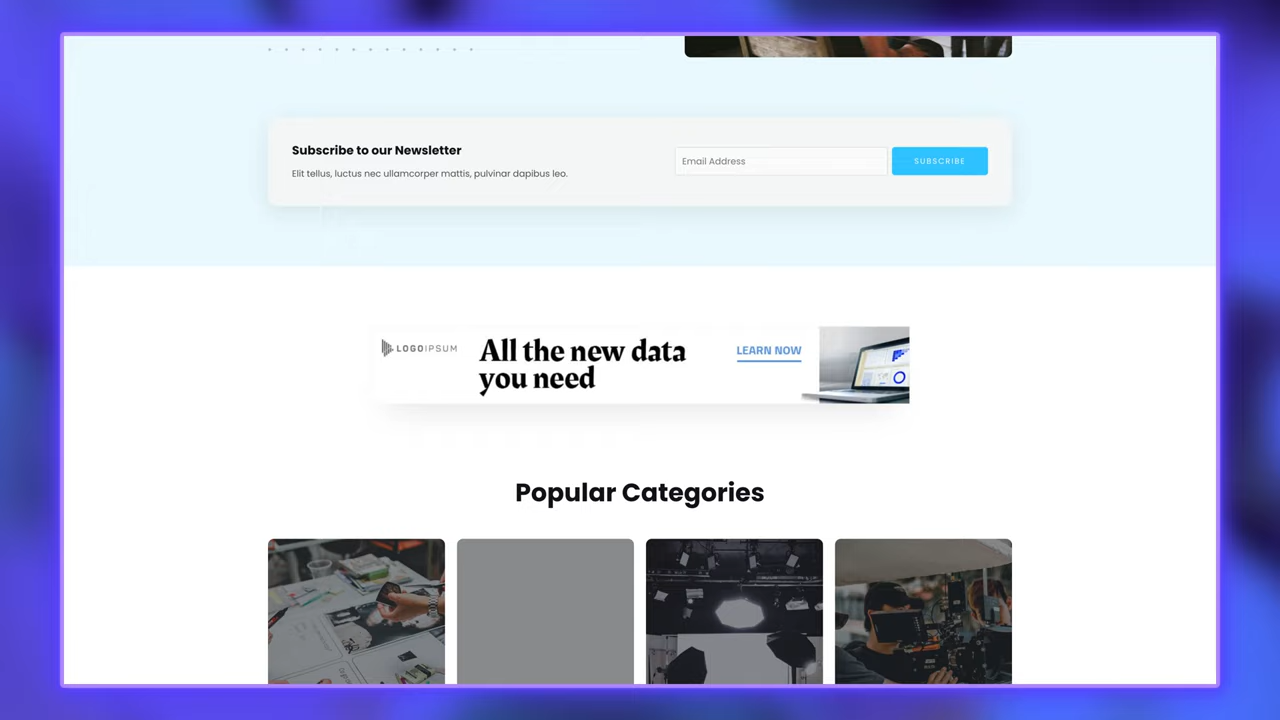 Subscribe to our Newsletter
Elit tellus, luctus nec ullamcorper mattis, pulvinar dapibus leo.
Email Address
SUBSCRIBE
LOGOIPSUM
All the new data
you need
LEARN NOW
Popular Categories